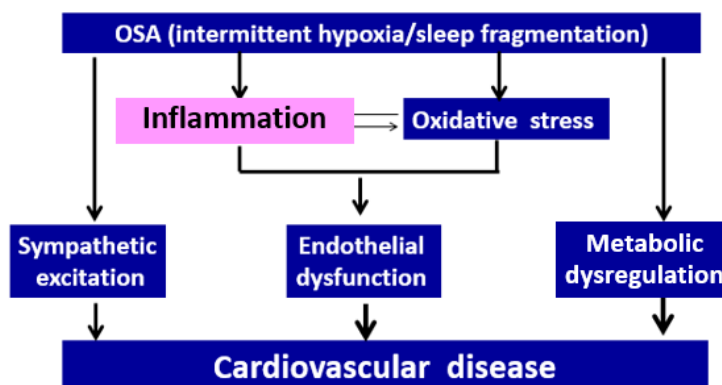 OSA (intermittent hypoxia/sleep fragmentation)
Inflammation
Oxidative stress
Sympathetic
excitation
Endothelial
dysfunction
Metabolic
dysregulation
Cardiovascular disease